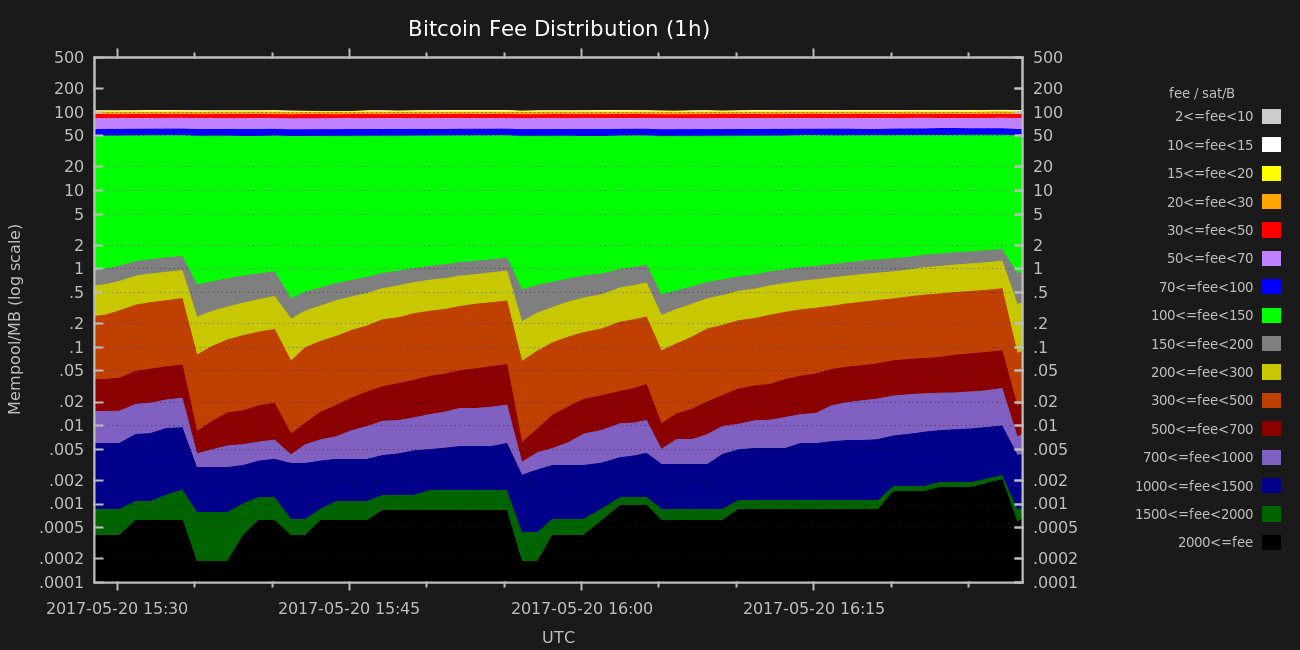 Bitcoin Fee Distribution (1h)
Mempool/MB (log scale)
500
200
100
50
20
10
5
2
1
.5
.2
.1
.05
.02
.01
.005
.002
.001
.0005
.0002
.0001
500
200
100
50
20
10
5
2
1
.5
.2
.1
.05
.02
.01
.005
.002
.001
.0005
.0002
.0001
2017-05-20 15:30
2017-05-20 15:45
2017-05-20 16:00
2017-05-20 16:15
UTC
fee / sat/B
2<=fee<10
10<=fee<15
15<=fee<20
20<=fee<30
30<=fee<50
50<=fee<70
70<=fee<100
100<=fee<150
150<=fee<200
200<=fee<300
300<=fee<500
500<=fee<700
700<=fee<1000
1000<=fee<1500
1500<=fee<2000
2000<=fee